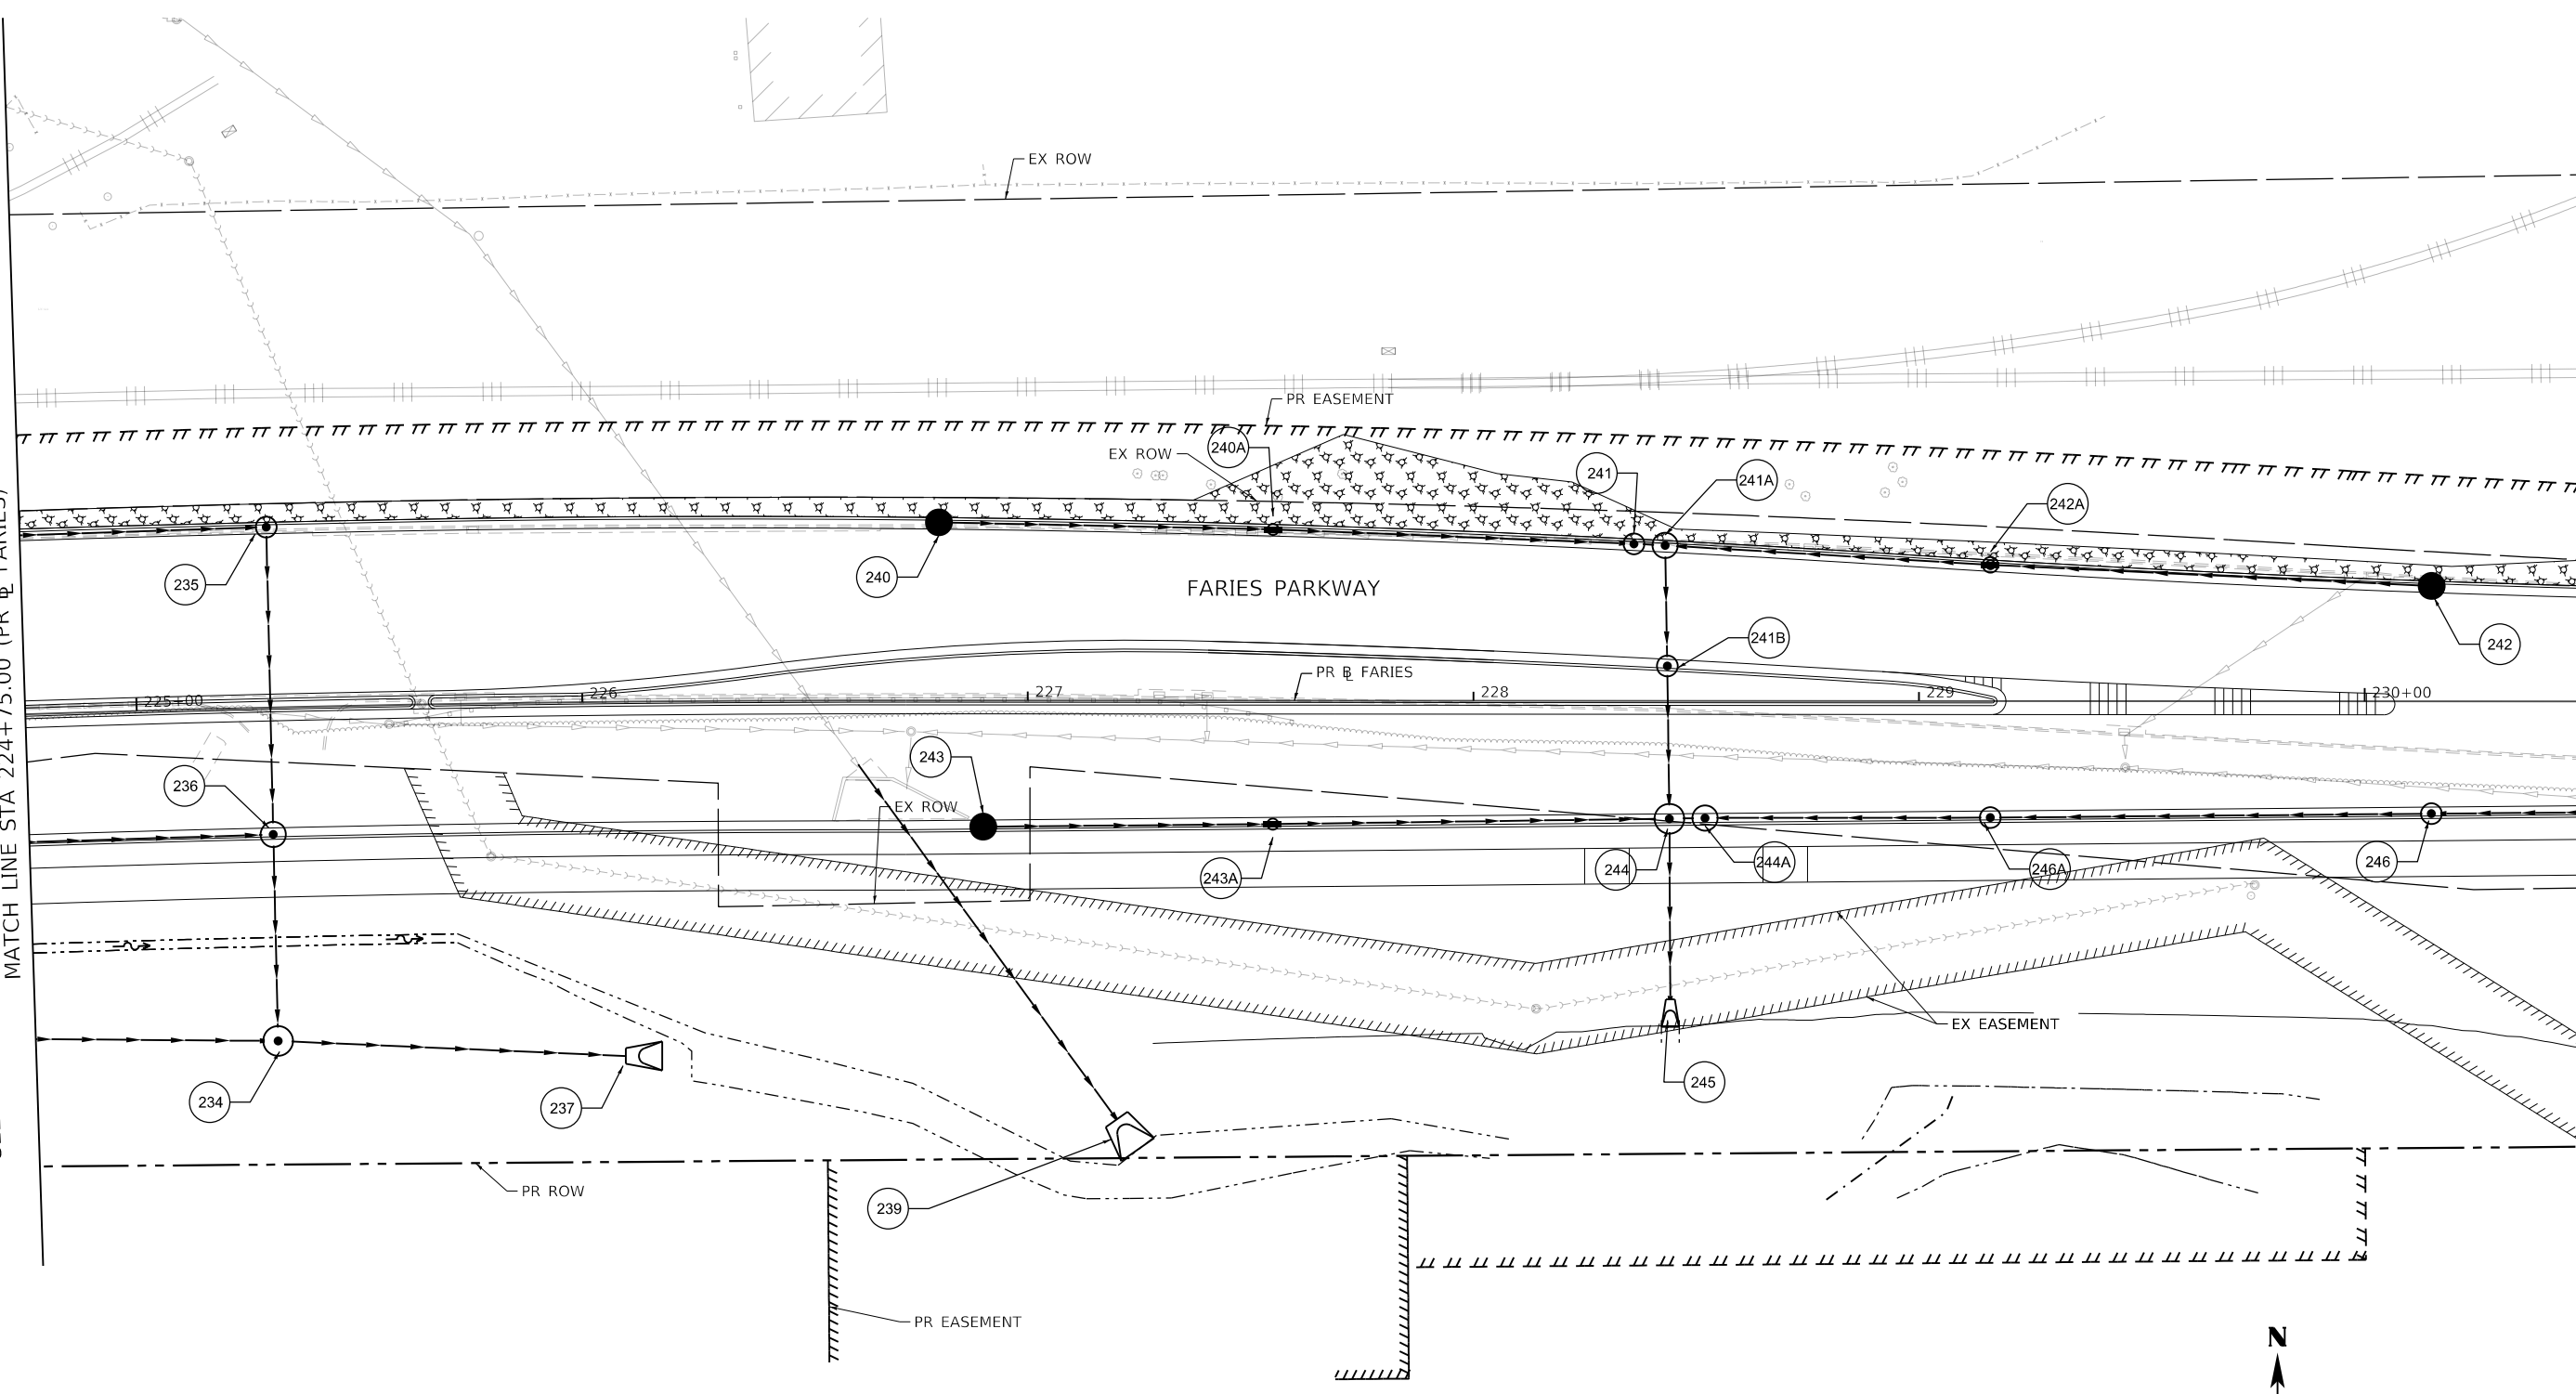 EX ROW
PR EASEMENT
240A
EX ROW
241
241A
242A
235
240
FARIES PARKWAY
242
241B
PR ℄ FARIES
225+00
226
227
228
229
230+00
MATCH LINE STA 224+75.00 (PR ℄ FARIES)
236
243
EX ROW
243A
244
244A
246A
246
EX EASEMENT
234
237
245
PR ROW
239
PR EASEMENT
N